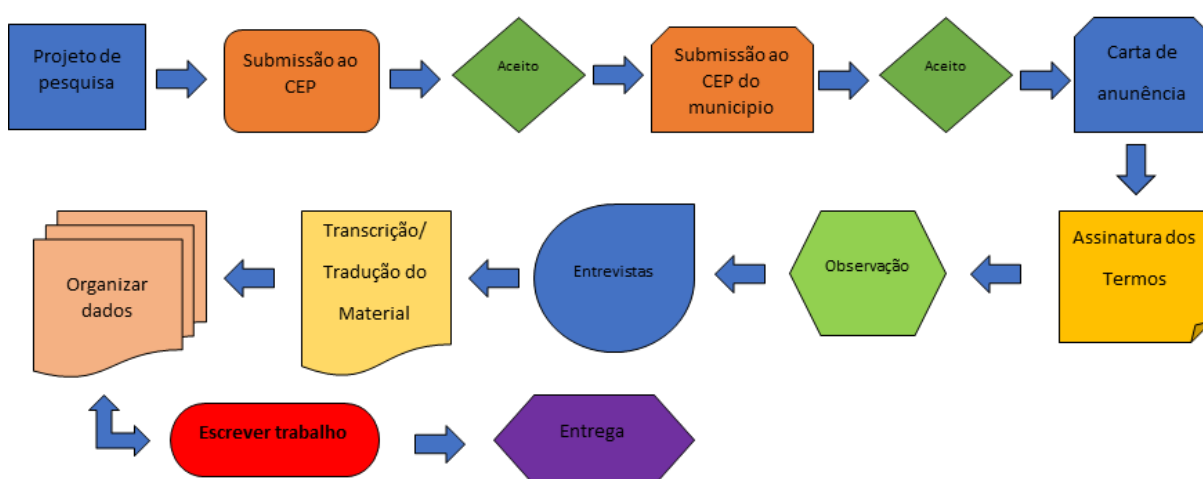 Projeto de
pesquisa
Submissão ao
CEP
Aceito
Submissão ao
CEP do
municipio
Aceito
Carta de
anunência
Assinatura dos
Termos
Observação
Entrevistas
Transcrição/
Tradução do
Material
Organizar
dados
Escrever trabalho
Entrega